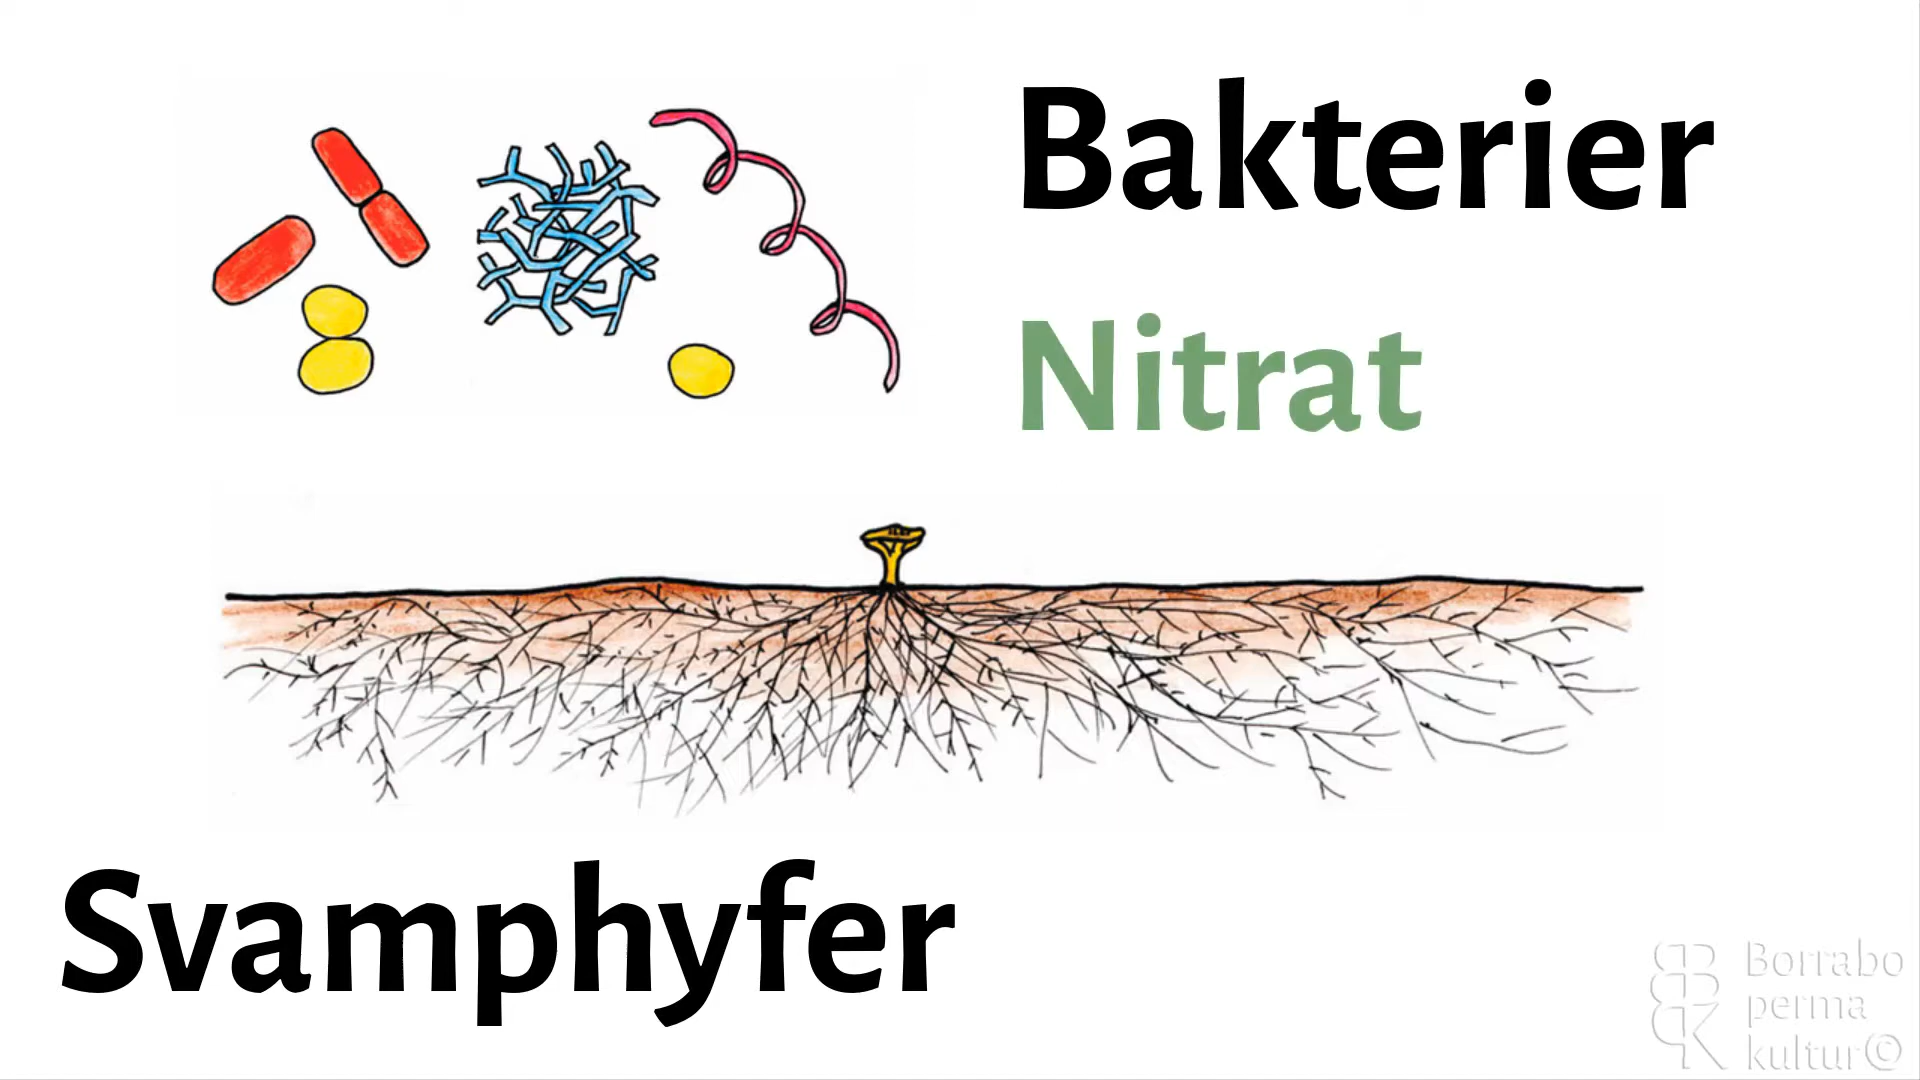 Bakterier
Nitrat
Svamphyfer
Borrabo
perma
kultur©